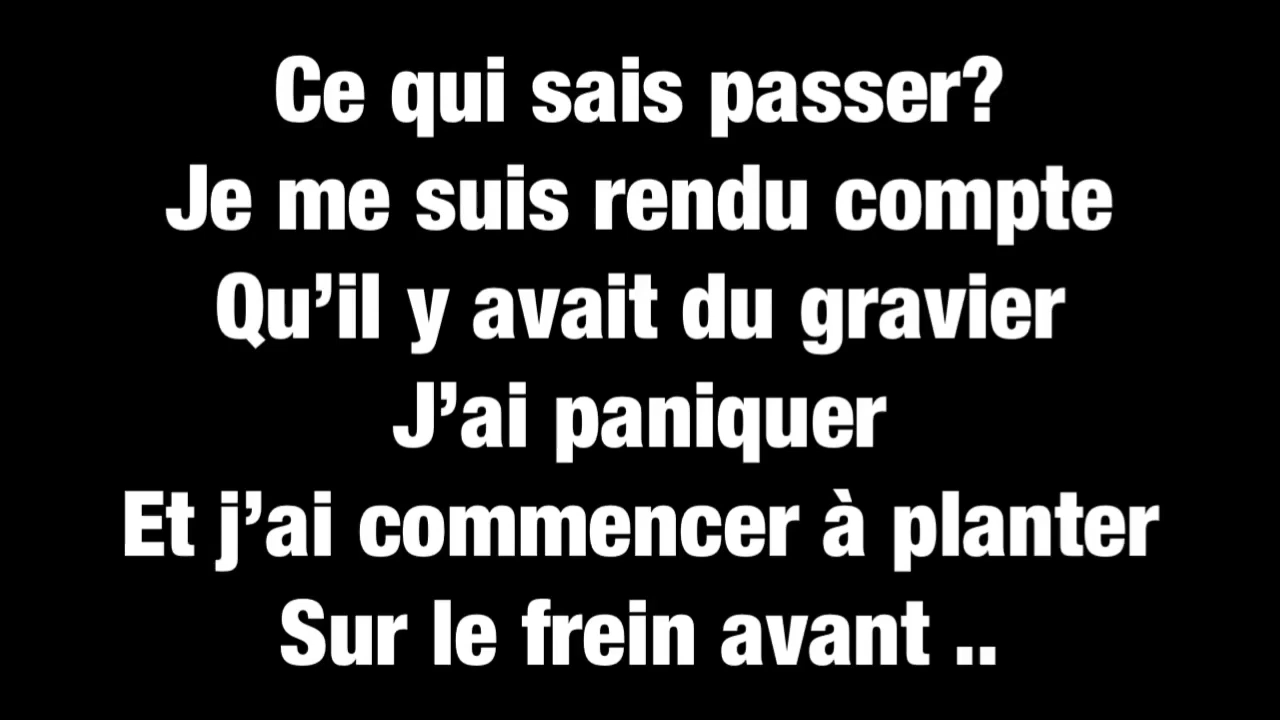 Ce qui sais passer?
Je me suis rendu compte
Qu’il y avait du gravier
J’ai paniquer
Et j’ai commencer à planter
Sur le frein avant ..